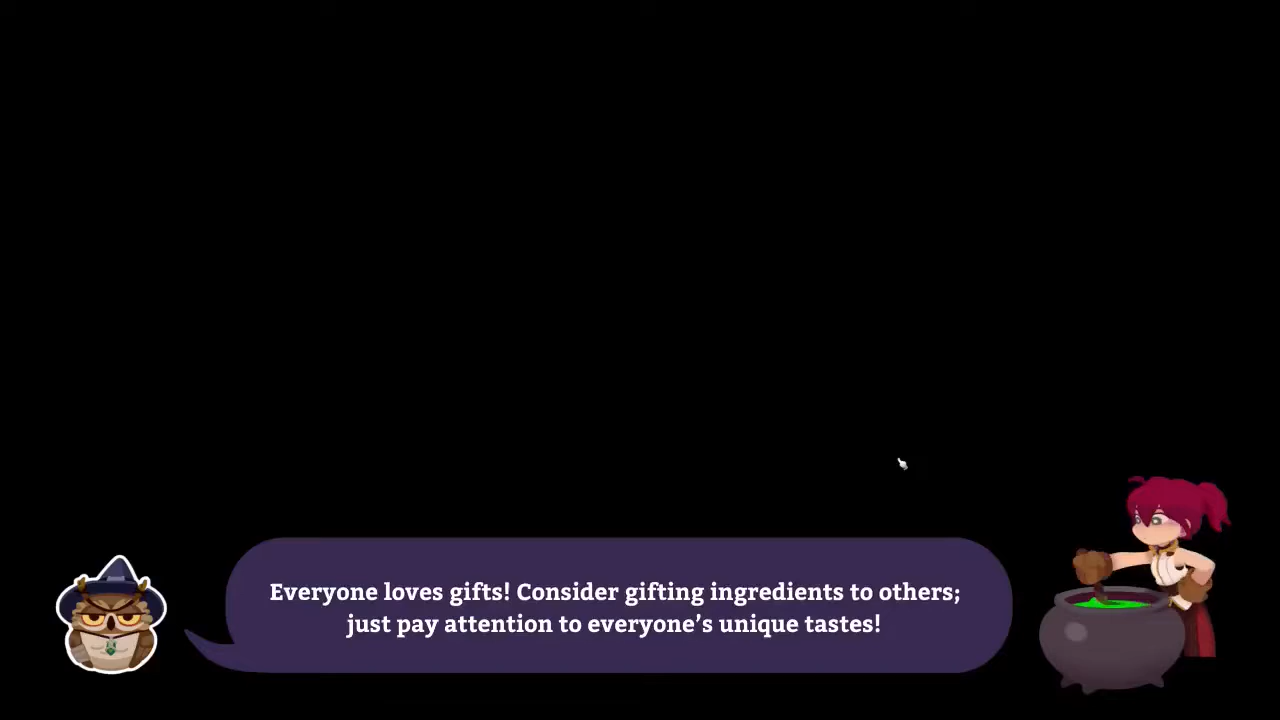 Everyone loves gifts! Consider gifting ingredients to others;
just pay attention to everyone’s unique tastes!